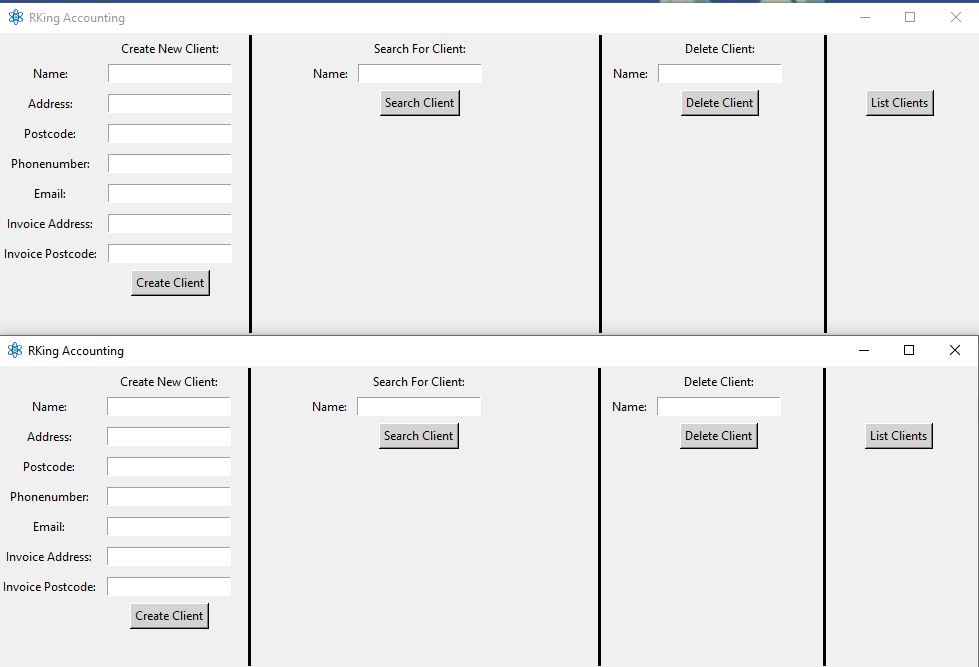 RKing Accounting
Create New Client: Search For Client: Delete Client:
Name: Name: Name:
Address: Search Client Delete Client List Clients
Postcode:
Phonenumber:
Email:
Invoice Address:
Invoice Postcode:
Create Client
RKing Accounting
Create New Client: Search For Client: Delete Client:
Name: Name: Name:
Address: Search Client Delete Client List Clients
Postcode:
Phonenumber:
Email:
Invoice Address:
Invoice Postcode:
Create Client